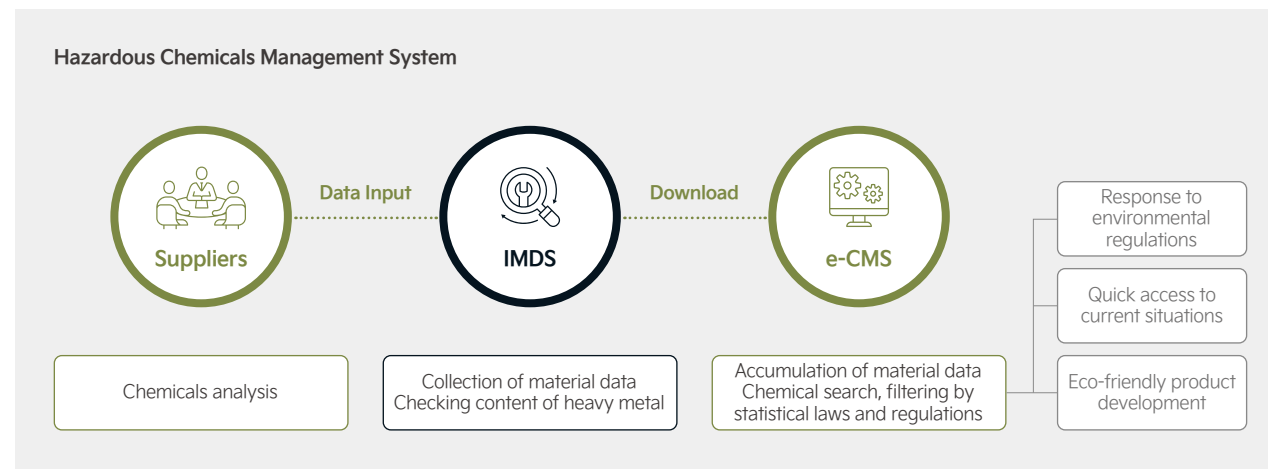 Hazardous Chemicals Management System
Suppliers
Data Input
IMDS
Download
e-CMS
Chemicals analysis
Collection of material data
Checking content of heavy metal
Accumulation of material data
Chemical search, filtering by
statistical laws and regulations
Response to
environmental
regulations
Quick access to
current situations
Eco-friendly product
development